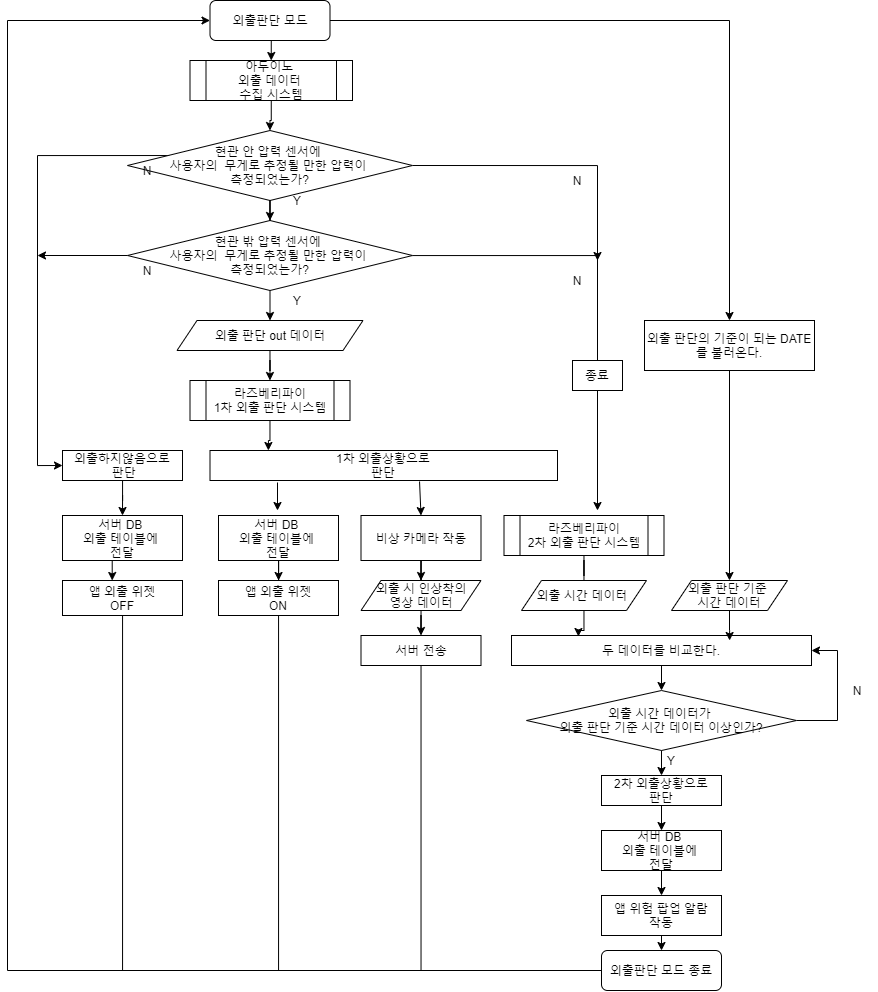 외출판단 모드
아두이노
외출 데이터
수집 시스템
현관 안 압력 센서에
사용자의 무게로 추정될 만한 압력이
측정되었는가?
N
N
Y
현관 밖 압력 센서에
사용자의 무게로 추정될 만한 압력이
측정되었는가?
N
N
Y
외출 판단 out 데이터
외출 판단의 기준이 되는 DATE
를 불러온다.
종료
라즈베리파이
1차 외출 판단 시스템
외출하지않음으로
판단
1차 외출상황으로
판단
서버 DB
외출 테이블에
전달
서버 DB
외출 테이블에
전달
비상 카메라 작동
라즈베리파이
2차 외출 판단 시스템
앱 외출 위젯
OFF
앱 외출 위젯
ON
외출 시 인상착의
영상 데이터
외출 시간 데이터
외출 판단 기준
시간 데이터
서버 전송
두 데이터를 비교한다.
외출 시간 데이터가
외출 판단 기준 시간 데이터 이상인가?
N
Y
2차 외출상황으로
판단
서버 DB
외출 테이블에
전달
앱 위험 팝업 알람
작동
외출판단 모드 종료